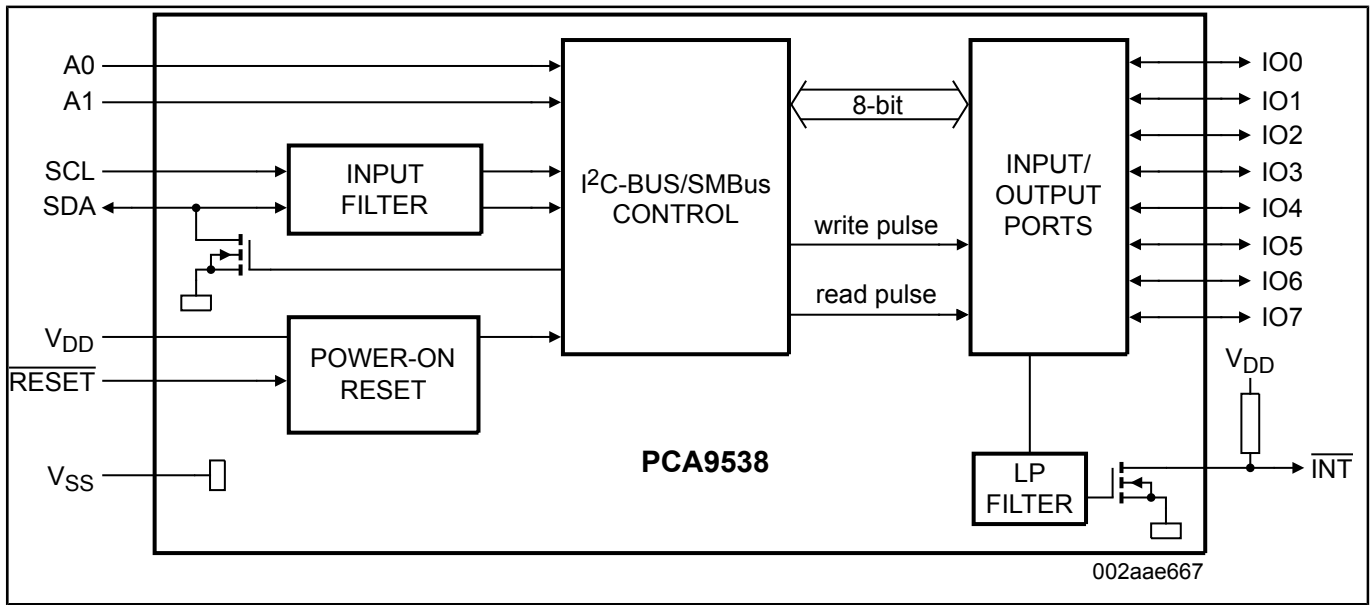 A0
A1
SCL
SDA
VDD
RESET
VSS
INPUT
FILTER
POWER-ON
RESET
I2C-BUS/SMBus
CONTROL
8-bit
write pulse
read pulse
INPUT/
OUTPUT
PORTS
IO0
IO1
IO2
IO3
IO4
IO5
IO6
IO7
VDD
INT
LP
FILTER
PCA9538
002aae667